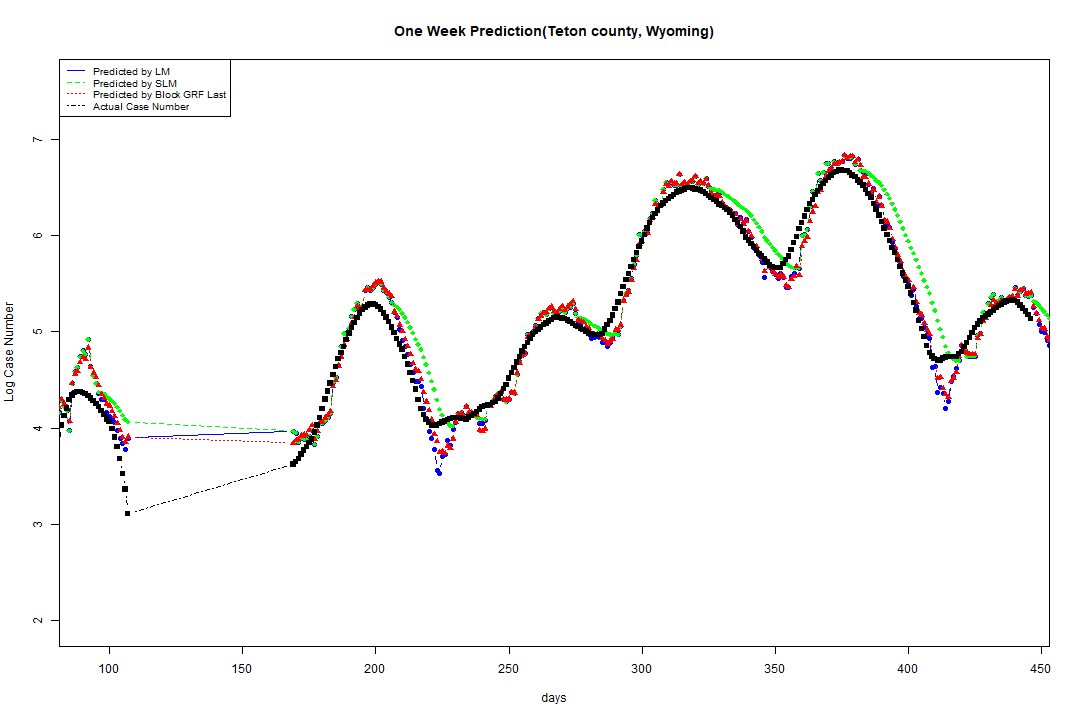 One Week Prediction(Teton county, Wyoming)
Predicted by LM
Predicted by SLM
Predicted by Block GRF Last
Actual Case Number
Log Case Number
7
6
5
4
3
2
100 150 200 250 300 350 400 450
days